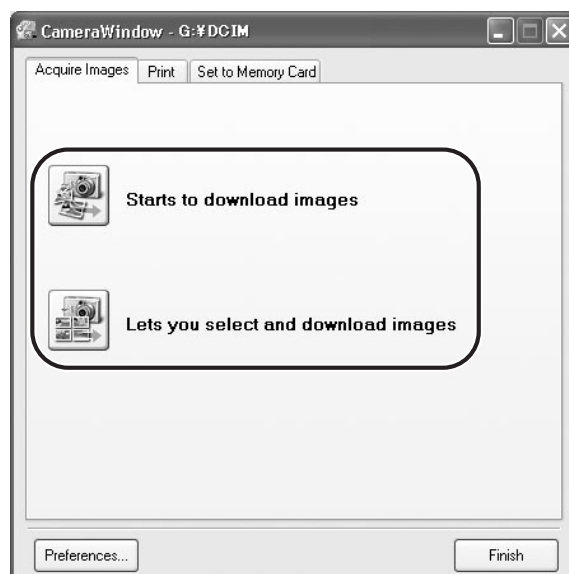 CameraWindow - G:¥DCIM
Acquire Images Print Set to Memory Card
Starts to download images
Lets you select and download images
Preferences... Finish